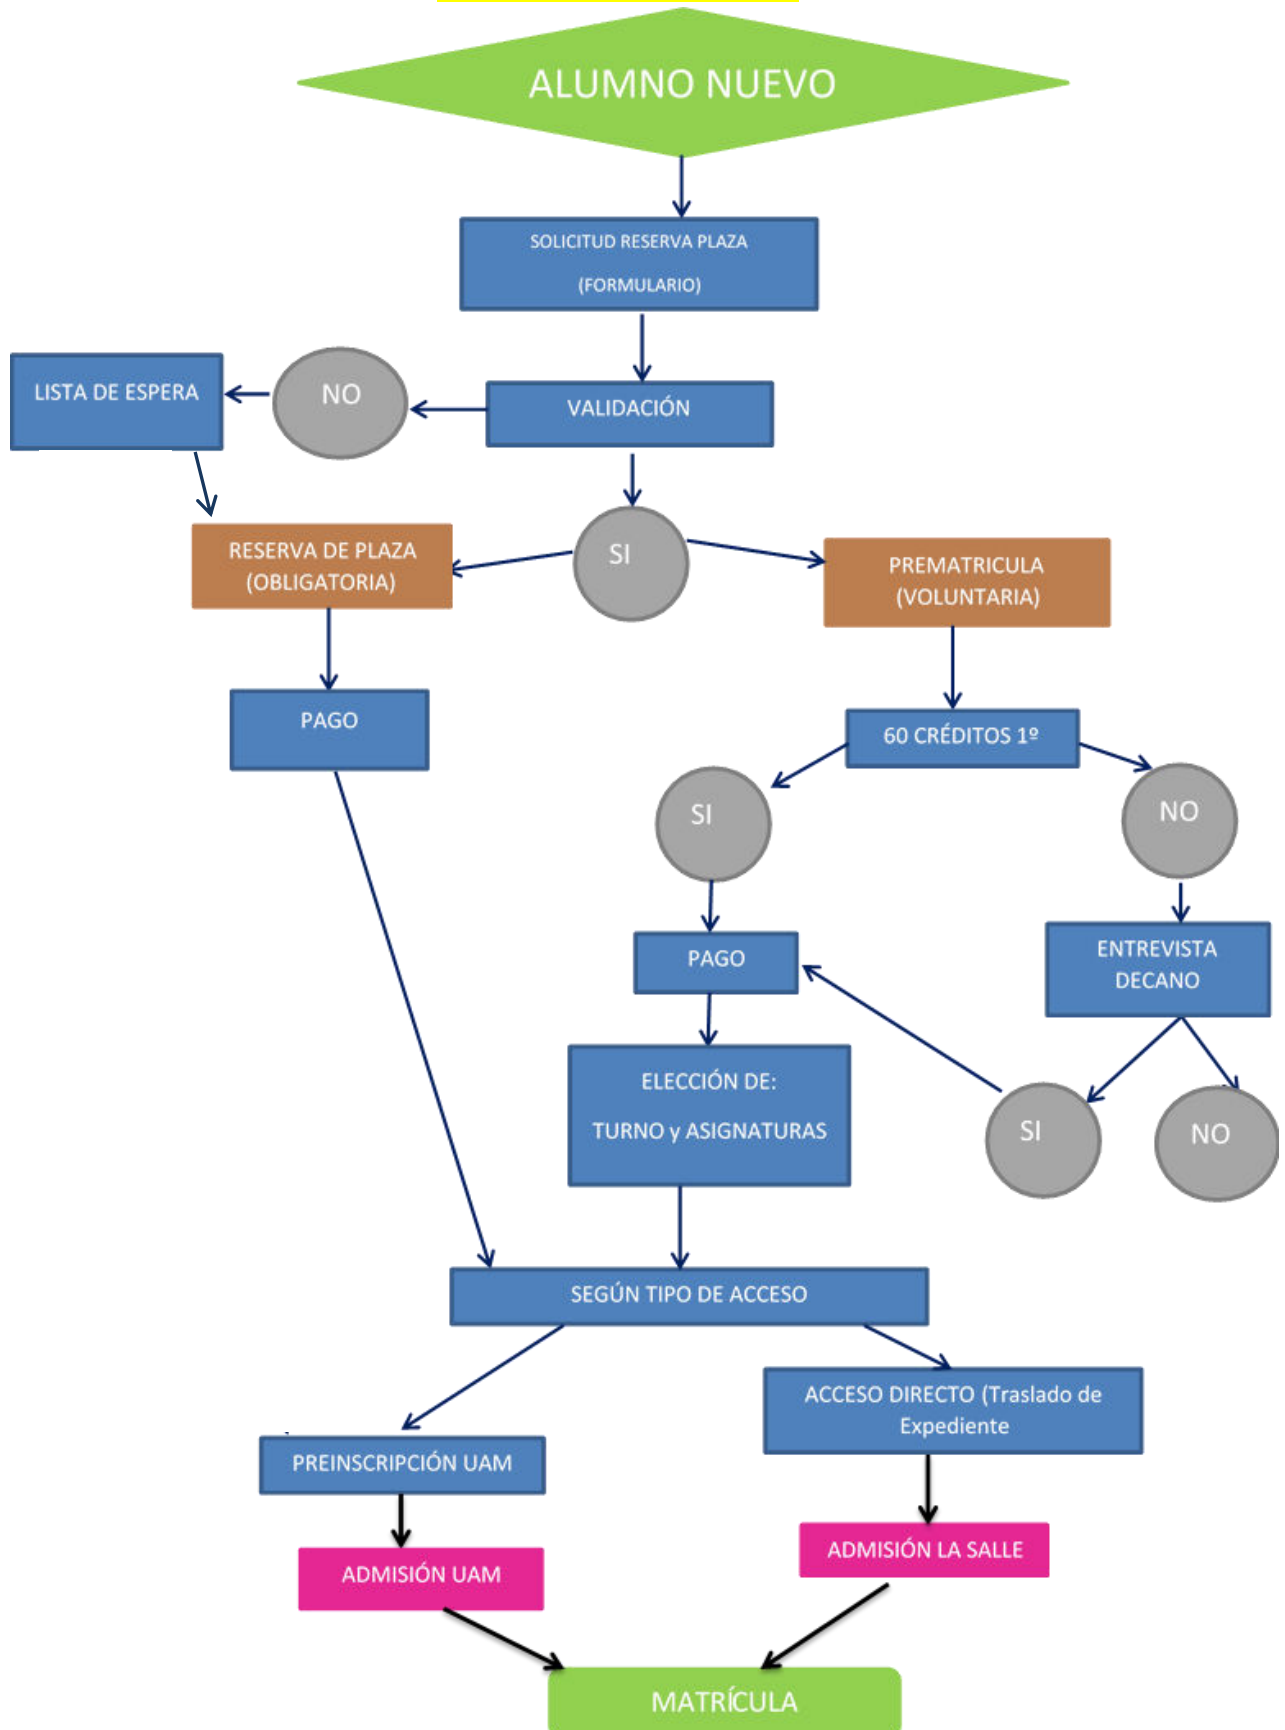 ALUMNO NUEVO
SOLICITUD RESERVA PLAZA
(FORMULARIO)
LISTA DE ESPERA
NO
VALIDACIÓN
RESERVA DE PLAZA
(OBLIGATORIA)
SI
PREMATRICULA
(VOLUNTARIA)
PAGO
60 CRÉDITOS 1º
SI
NO
PAGO
ENTREVISTA
DECANO
ELECCIÓN DE:
TURNO y ASIGNATURAS
SI
NO
SEGÚN TIPO DE ACCESO
ACCESO DIRECTO (Traslado de
Expediente
PREINSCRIPCIÓN UAM
ADMISIÓN LA SALLE
ADMISIÓN UAM
MATRÍCULA